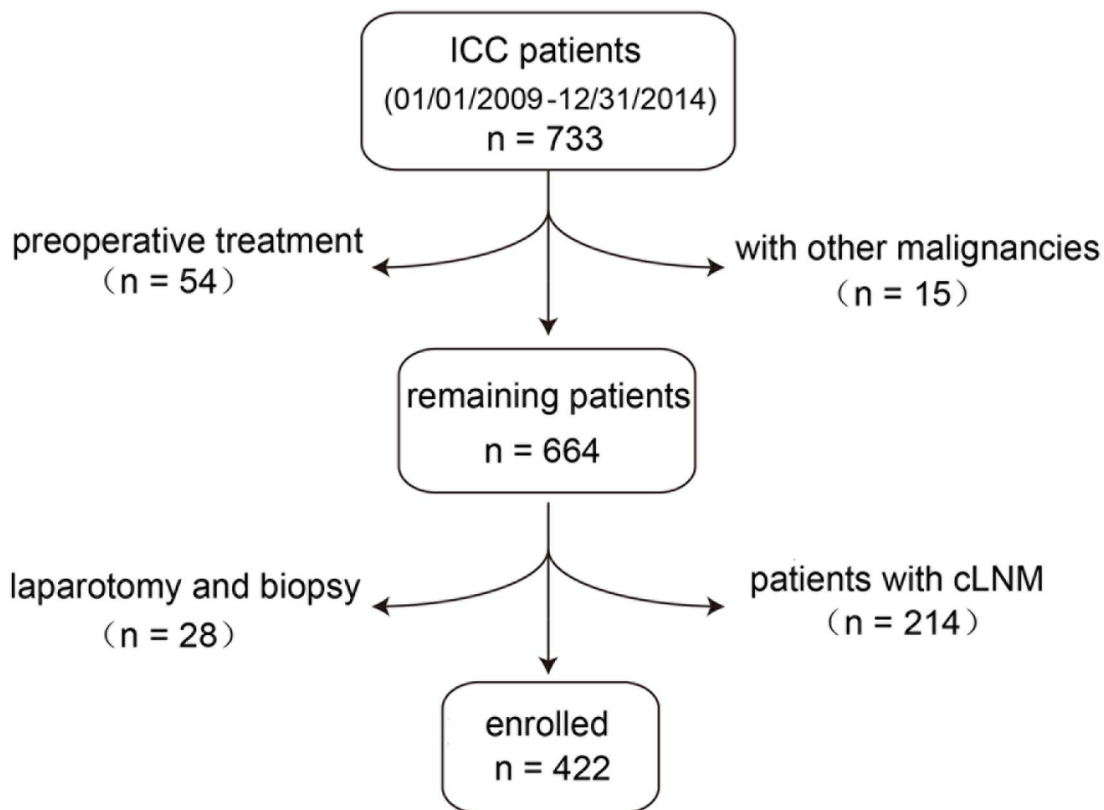 ICC patients
(01/01/2009-12/31/2014)
n = 733
preoperative treatment
（n = 54）
with other malignancies
（n = 15）
remaining patients
n = 664
laparotomy and biopsy
（n = 28）
patients with cLNM
（n = 214）
enrolled
n = 422